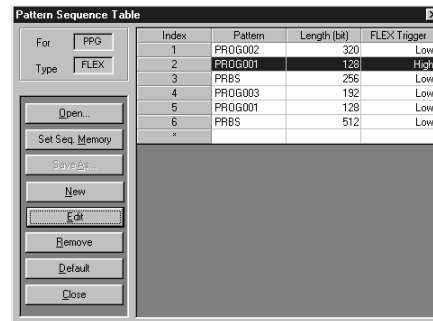 Pattern Sequence Table
For PPG
Type FLEX
Open...
Set Seq. Memory
Save As...
New
Edit
Remove
Default
Close
Index Pattern Length (bit) FLEX Trigger
1 PROG002 320 Low
2 PROG001 128 High
3 PRBS 256 Low
4 PROG003 192 Low
5 PROG001 128 Low
6 PRBS 512 Low
*